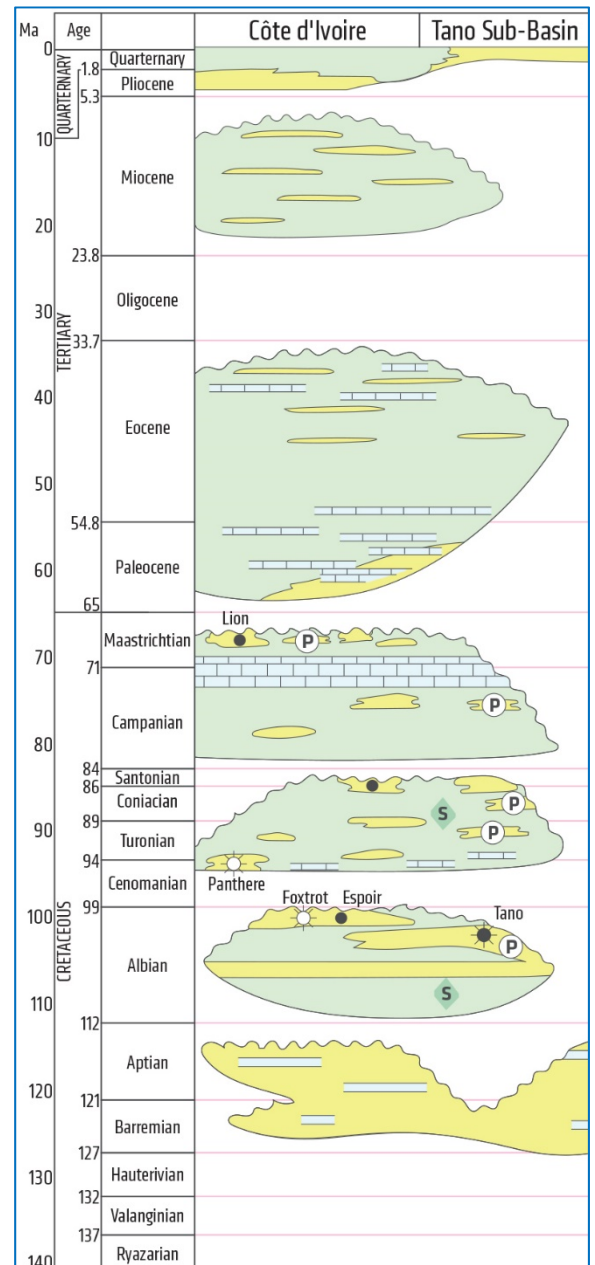 Ma Age Côte d'Ivoire Tano Sub-Basin
0 Quarternary
1.8
QUARTERNARY
Pliocene
5.3
10
Miocene
20
23.8
Oligocene
30
TERTIARY
33.7
40
Eocene
50
54.8
Paleocene
60
65
Lion
Maastrichtian P
70
71
Campanian P
80
84
Santonian
86
Coniacian S P
89
90
Turonian P
94
Cenomanian Panthere
99
100
Foxtrot Espoir Tano
CRETACEOUS
Albian P
110
S
112
Aptian
120
121
Barremian
127
130
Hauterivian
132
Valanginian
137
Ryazarian
140